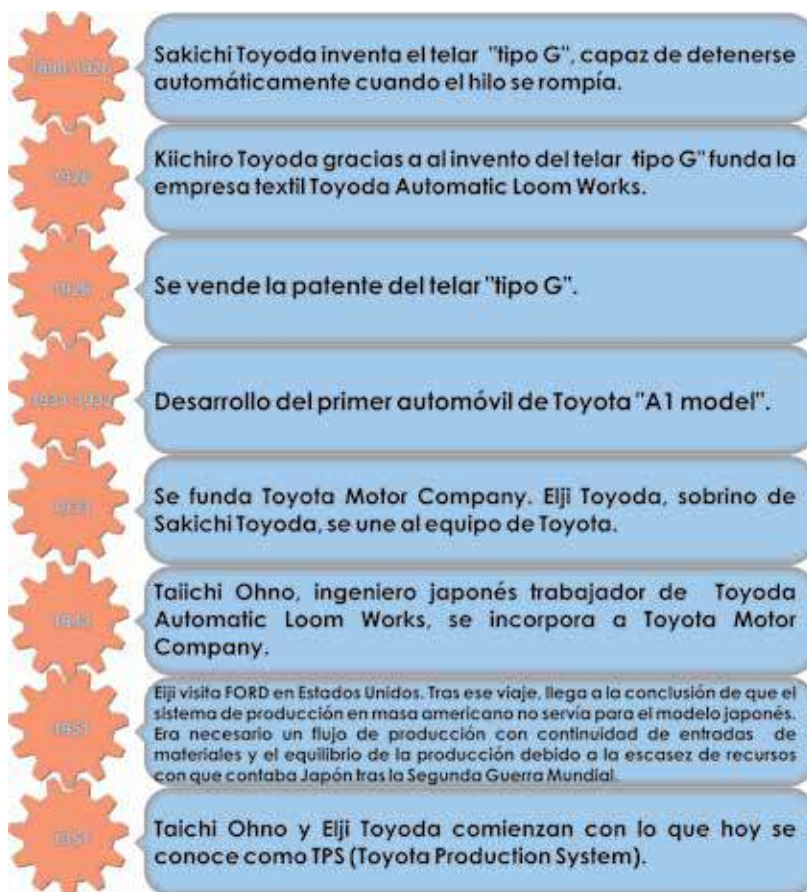 Sakichi Toyoda inventa el telar "tipo G", capaz de detenerse
automáticamente cuando el hilo se rompía.
Kiichiro Toyoda gracias a al invento del telar tipo G" funda la
empresa textil Toyoda Automatic Loom Works.
Se vende la patente del telar "tipo G".
Desarrollo del primer automóvil de Toyota "A1 model".
Se funda Toyota Motor Company. Elji Toyoda, sobrino de
Sakichi Toyoda, se une al equipo de Toyota.
1943
Taiichi Ohno, ingeniero japonés trabajador de Toyoda
Automatic Loom Works, se incorpora a Toyota Motor
Company.
1951
Eiji visita FORD en Estados Unidos. Tras ese viaje, llega a la conclusión de que el
sistema de producción en masa americano no servía para el modelo japonés.
Era necesario un flujo de producción con continuidad de entradas de
materiales y el equilibrio de la producción debido a la escasez de recursos
con que contaba Japón tras la Segunda Guerra Mundial.
1951
Taichi Ohno y Elji Toyoda comienzan con lo que hoy se
conoce como TPS (Toyota Production System).